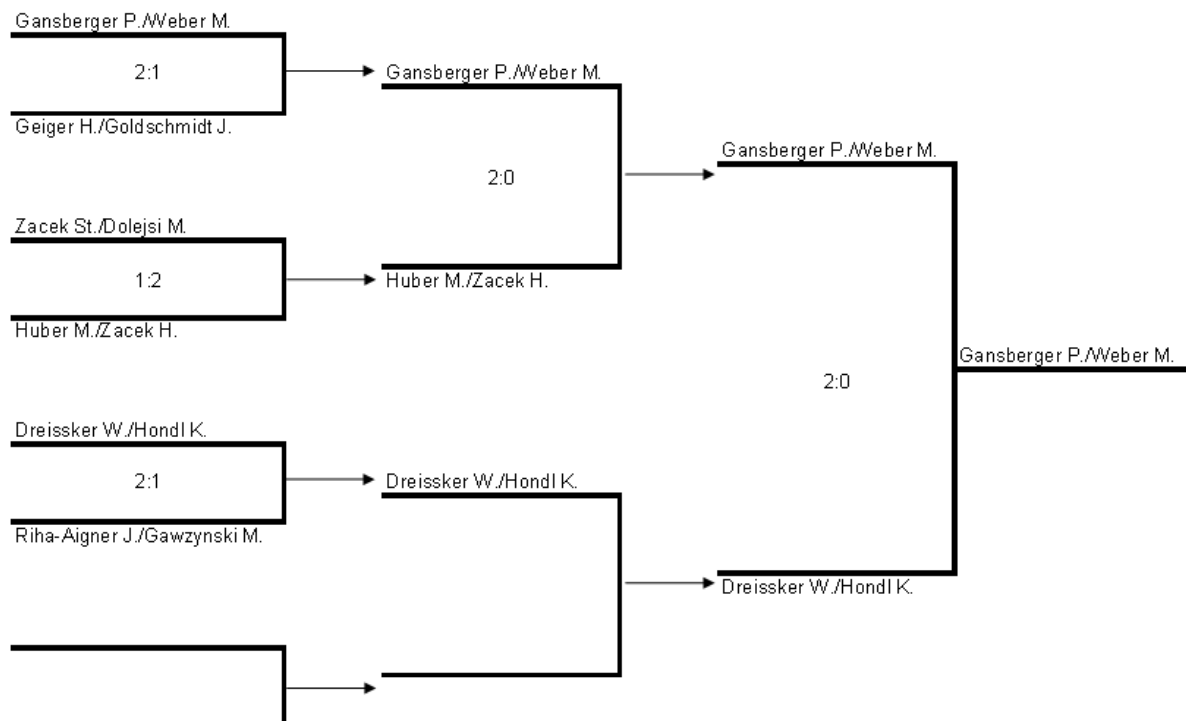 Gansberger P./Weber M.
2:1
Geiger H./Goldschmidt J.
Zacek St./Dolejsi M.
1:2
Huber M./Zacek H.
Dreissker W./Hondl K.
2:1
Riha-Aigner J./Gawzynski M.
Gansberger P./Weber M.
2:0
Huber M./Zacek H.
Dreissker W./Hondl K.
Gansberger P./Weber M.
2:0
Dreissker W./Hondl K.
Gansberger P./Weber M.